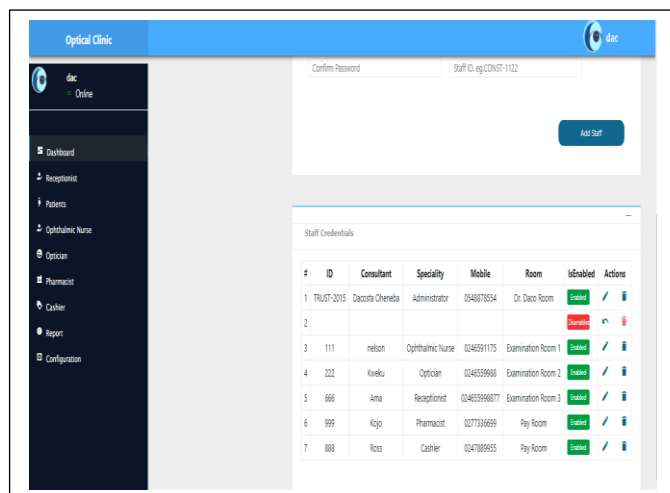 Optical Clinic
dac
dac
Online
Dashboard
Receptionist
Patients
Ophthalmic Nurse
Optician
Pharmacist
Cashier
Report
Configuration
Confirm Password
Staff ID. eg.CONST-1122
Add Staff
Staff Credentials
# ID Consultant Speciality Mobile Room IsEnabled Actions
1 TRUST-2015 Dacosta Oheneba Administrator 0548878554 Dr. Daco Room Enabled
2
3 111 nelson Ophthalmic Nurse 0246591175 Examination Room 1 Enabled
4 222 Kweku Optician 0246559988 Examination Room 2 Enabled
5 666 Ama Receptionist 02465599877 Examination Room 3 Enabled
6 999 Kojo Pharmacist 0277336699 Pay Room Enabled
7 888 Ross Cashier 0247889955 Pay Room Enabled